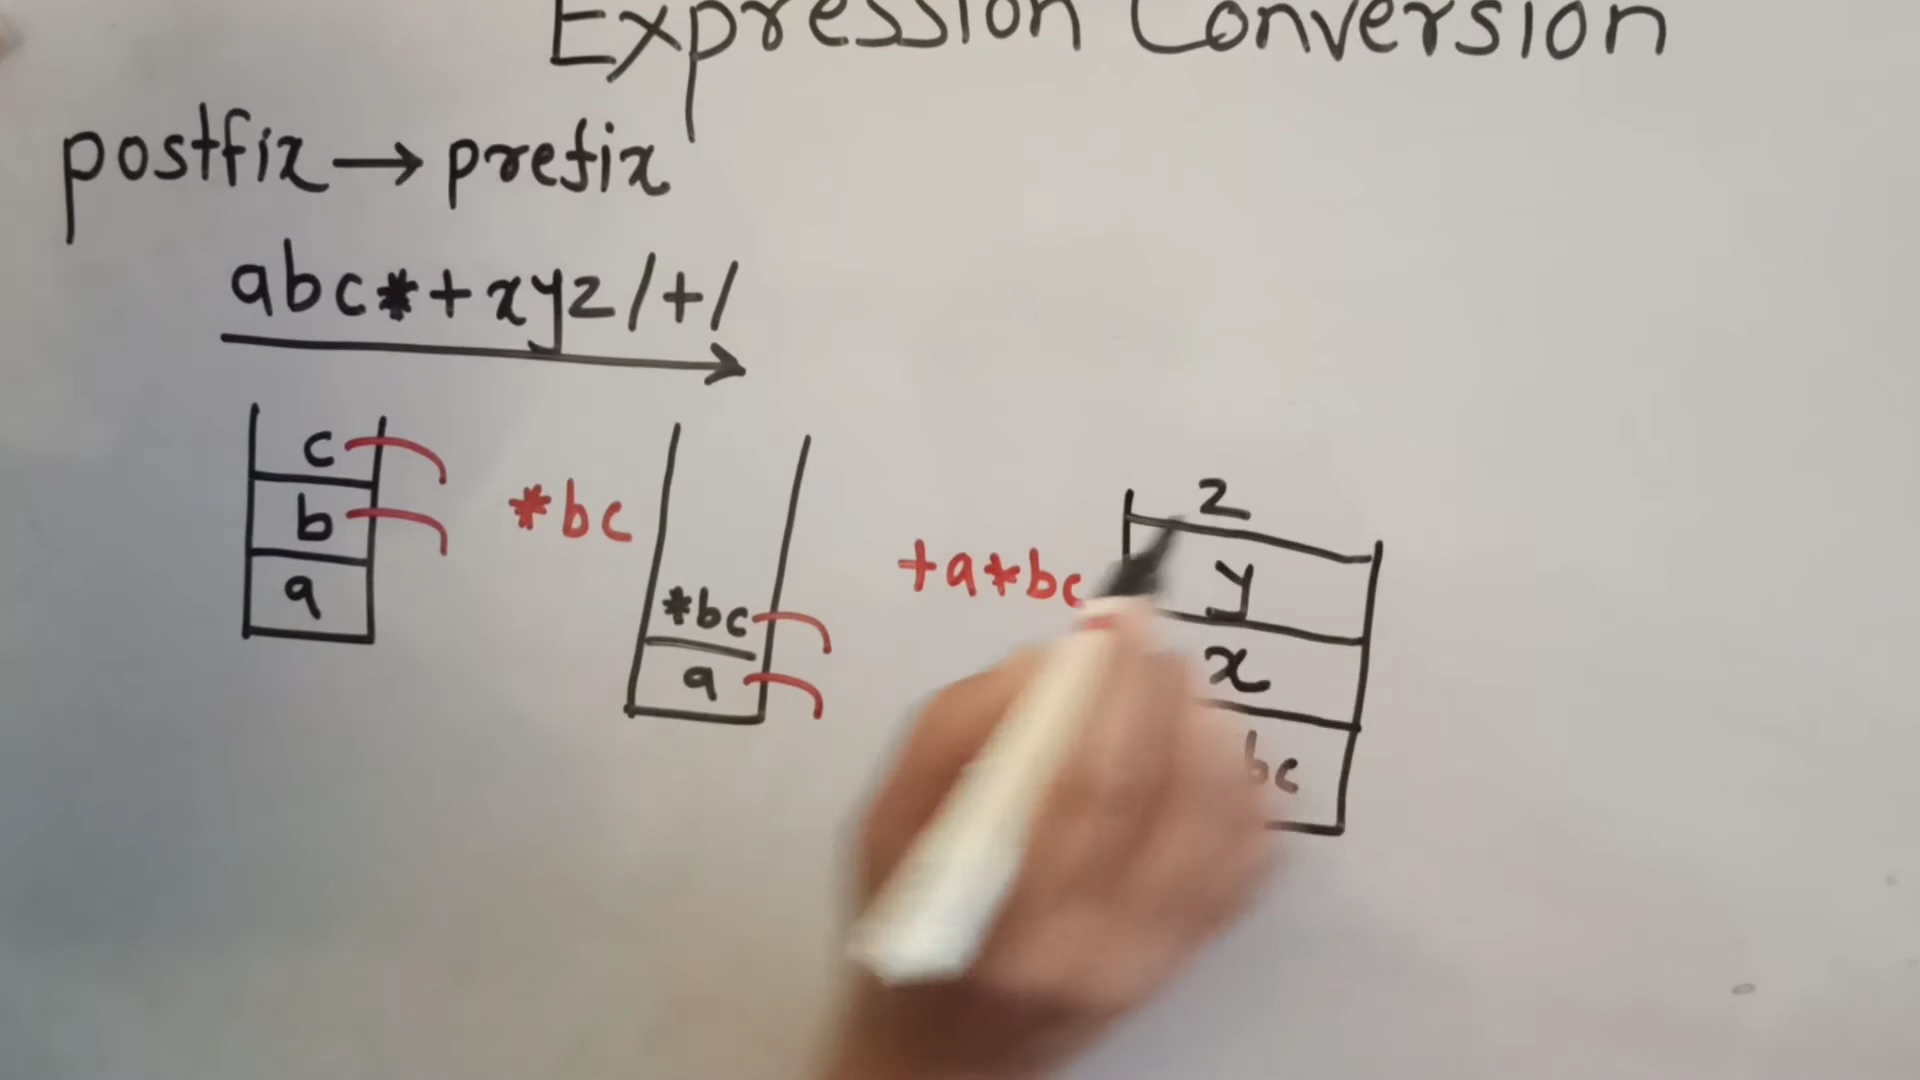 Expression Conversion
postfix → prefix
abc*+xyz/+/
c
b
a
*bc
*bc
a
+a*bc
z
y
x
bc